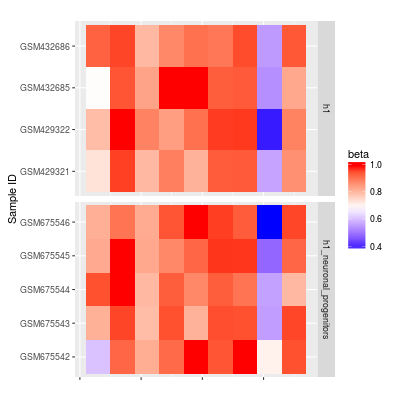 GSM432686
GSM432685
GSM429322
GSM429321
h1
GSM675546
GSM675545
GSM675544
GSM675543
GSM675542
h1_neuronal_progenitors
Sample ID
beta
1.0
0.8
0.6
0.4